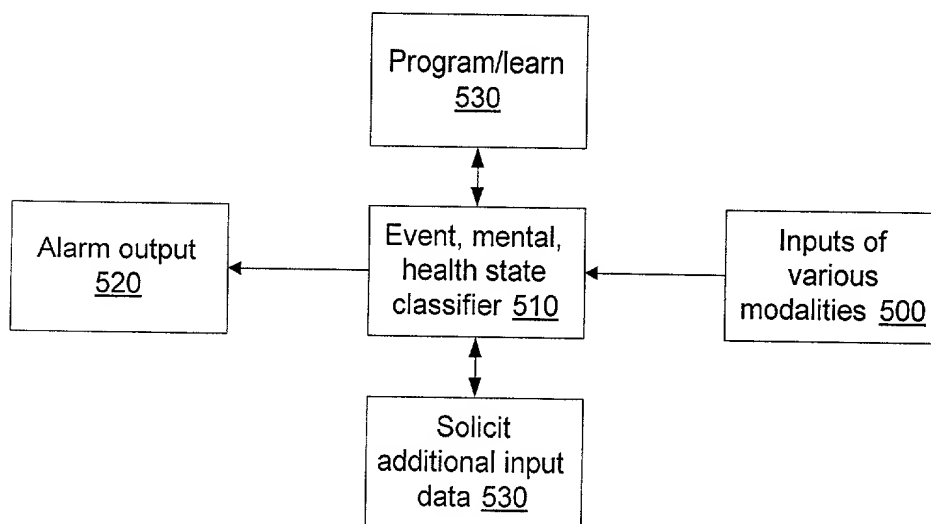 Program/learn
530
Alarm output
520
Event, mental,
health state
classifier 510
Inputs of
various
modalities 500
Solicit
additional input
data 530